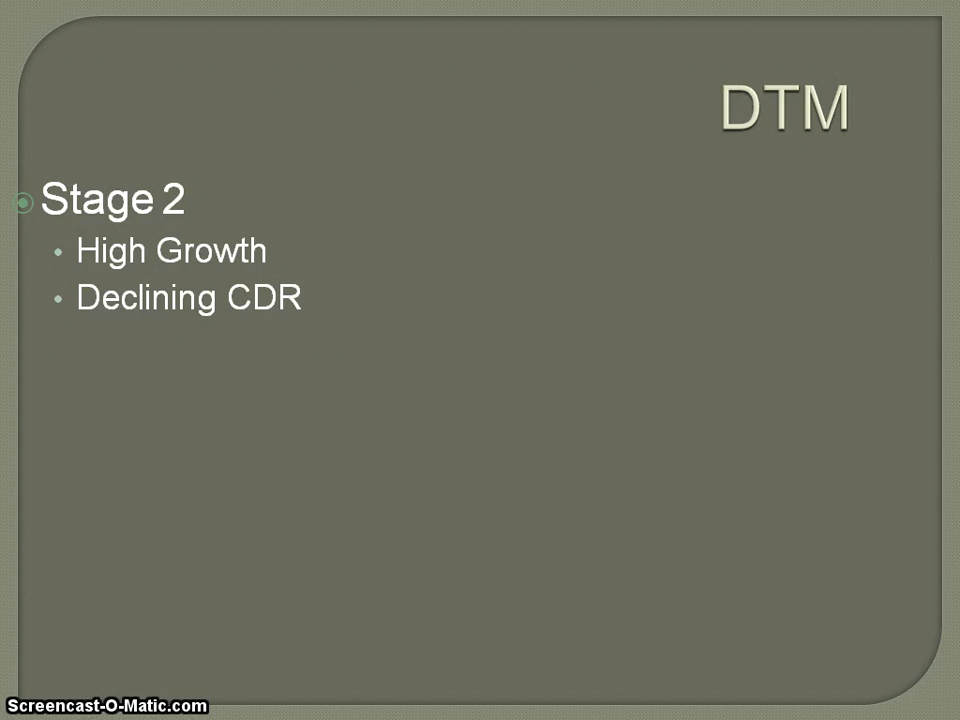 DTM
Stage 2
High Growth
Declining CDR
Screencast-O-Matic.com